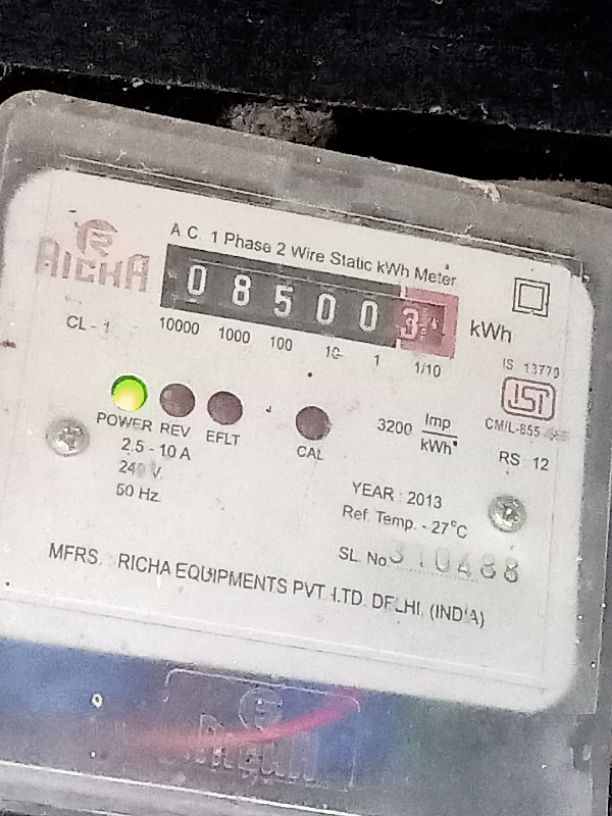 A.C. 1 Phase 2 Wire Static kWh Meter
RICHA
0 8 5 0 0 3
kWh
10000 1000 100 10 1 1/10
CL - 1
IS 13779
ISI
CM/L-855
RS : 12
POWER REV EFLT
CAL
3200 Imp/kWh
2.5 - 10 A
240 V.
50 Hz.
YEAR : 2013
Ref. Temp. - 27°C
SL. No. 310488
MFRS. : RICHA EQUIPMENTS PVT. LTD. DELHI, (INDIA)
RICHA